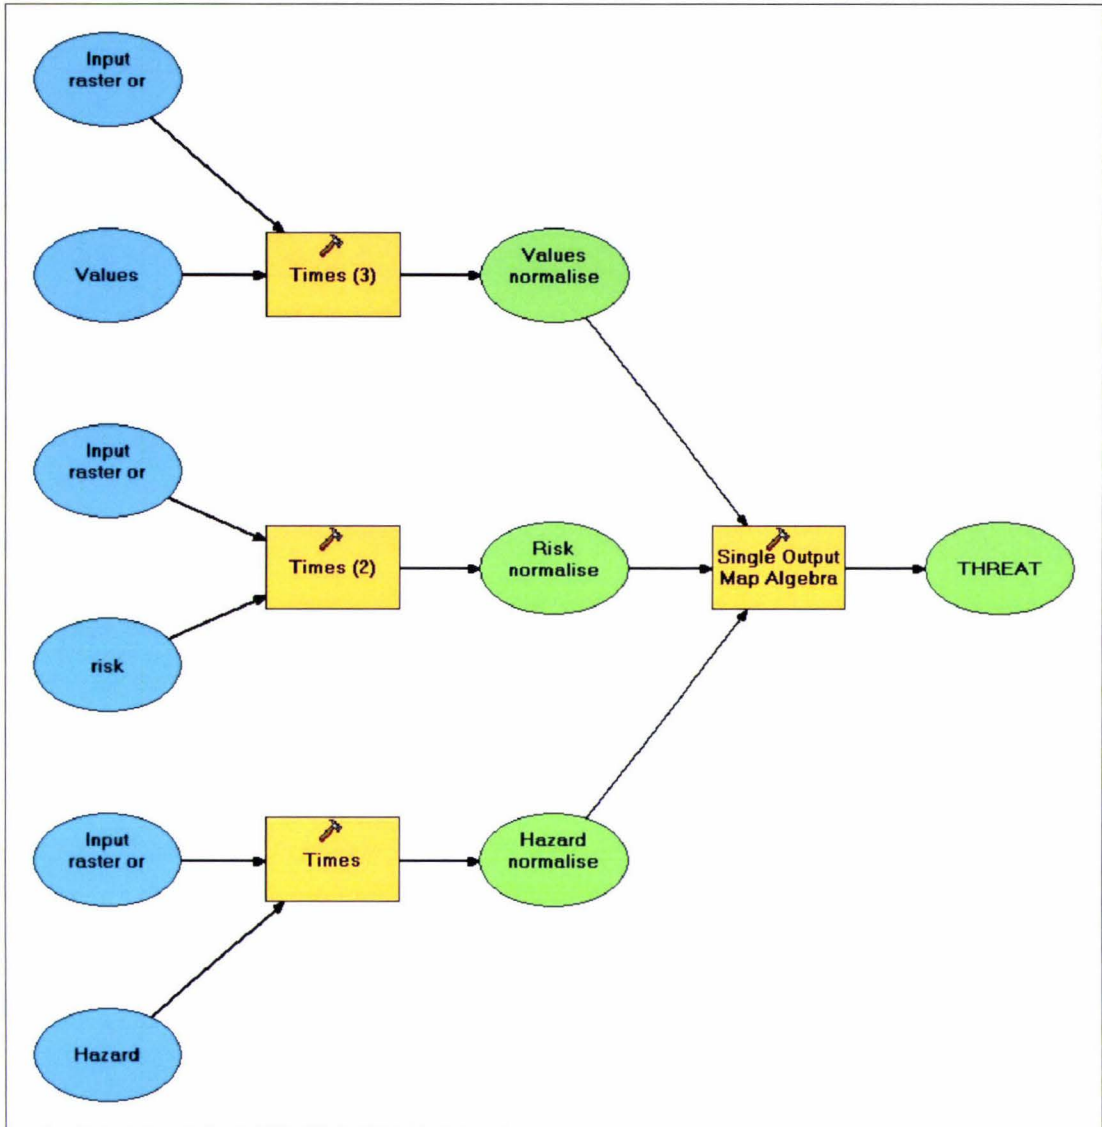 Input
raster or
Values
Times (3)
Values
normalise
Input
raster or
risk
Times (2)
Risk
normalise
Single Output
Map Algebra
THREAT
Input
raster or
Hazard
Times
Hazard
normalise